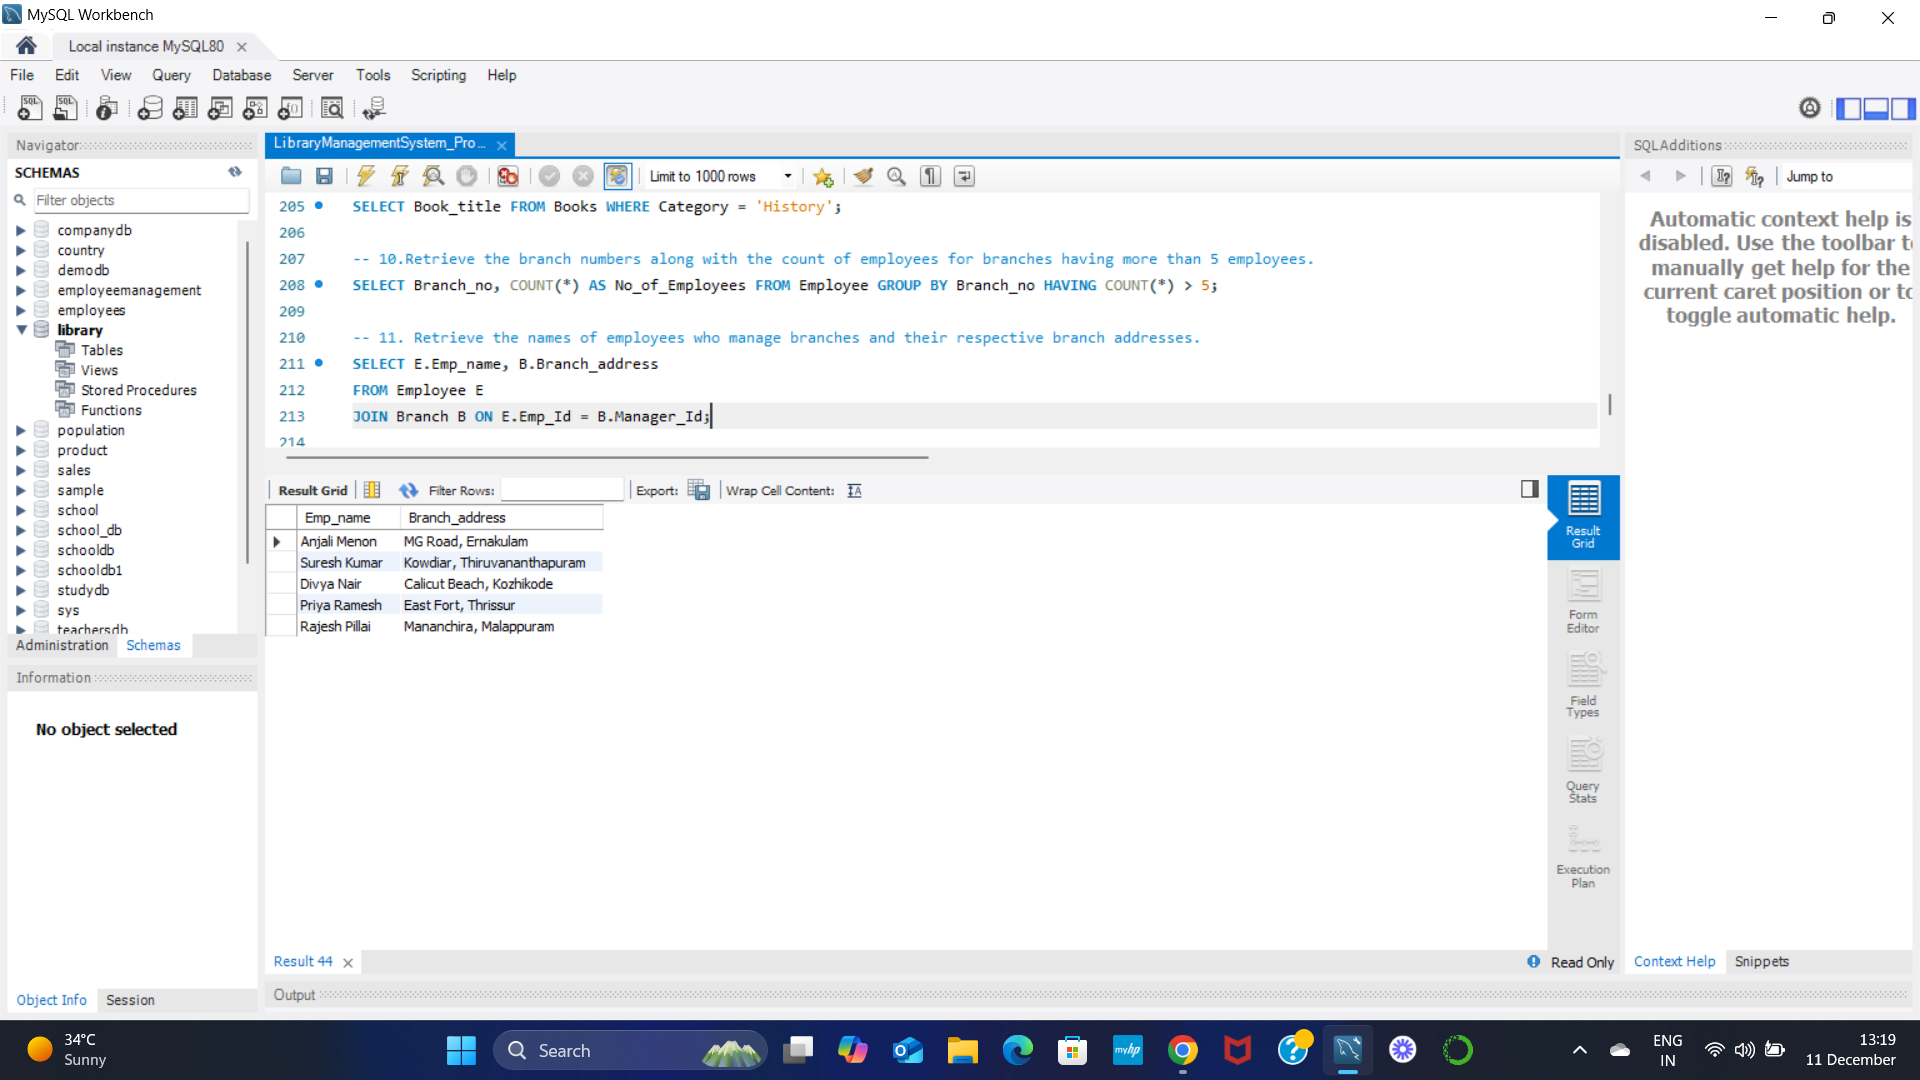 MySQL Workbench
Local instance MySQL80
File Edit View Query Database Server Tools Scripting Help
Navigator
SCHEMAS
Filter objects
companydb
country
demodb
employeemanagement
employees
library
Tables
Views
Stored Procedures
Functions
population
product
sales
sample
school
school_db
schooldb
schooldb1
studydb
sys
teachersdb
Administration Schemas
Information
No object selected
Object Info Session
LibraryManagementSystem_Pro...
Limit to 1000 rows
205 SELECT Book_title FROM Books WHERE Category = 'History';
206
207 -- 10.Retrieve the branch numbers along with the count of employees for branches having more than 5 employees.
208 SELECT Branch_no, COUNT(*) AS No_of_Employees FROM Employee GROUP BY Branch_no HAVING COUNT(*) > 5;
209
210 -- 11. Retrieve the names of employees who manage branches and their respective branch addresses.
211 SELECT E.Emp_name, B.Branch_address
212 FROM Employee E
213 JOIN Branch B ON E.Emp_Id = B.Manager_Id;
214
Result Grid Filter Rows: Export: Wrap Cell Content:
Emp_name Branch_address
Anjali Menon MG Road, Ernakulam
Suresh Kumar Kowdiar, Thiruvananthapuram
Divya Nair Calicut Beach, Kozhikode
Priya Ramesh East Fort, Thrissur
Rajesh Pillai Mananchira, Malappuram
Result
Grid
Form
Editor
Field
Types
Query
Stats
Execution
Plan
Result 44
Read Only
Output
SQLAdditions
Jump to
Automatic context help is
disabled. Use the toolbar to
manually get help for the
current caret position or to
toggle automatic help.
Context Help Snippets
34°C
Sunny
Search
myhp
ENG
IN
13:19
11 December